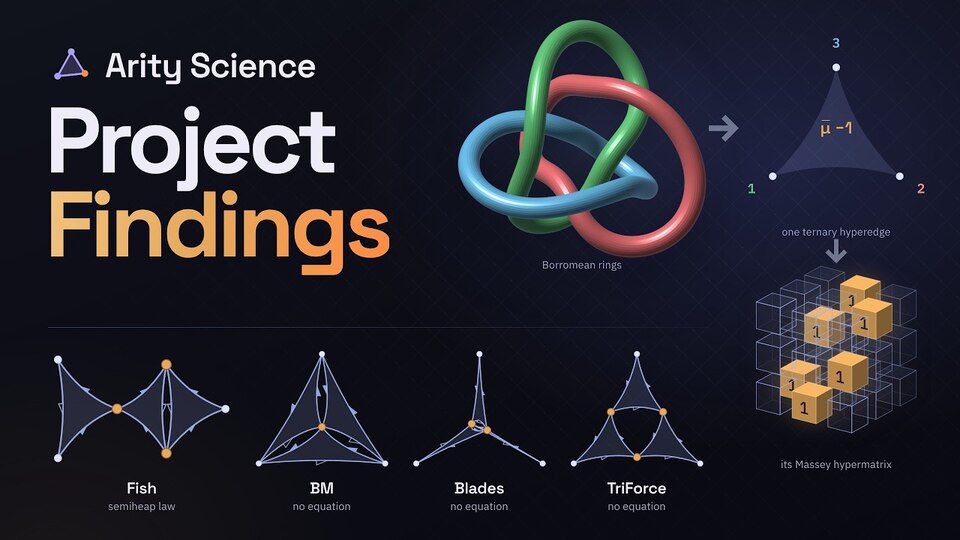 Arity Science
Project
Findings
Borromean rings
3
μ̄ −1
1
2
one ternary hyperedge
1
1
1
1
1
1
its Massey hypermatrix
Fish
semiheap law
BM
no equation
Blades
no equation
TriForce
no equation